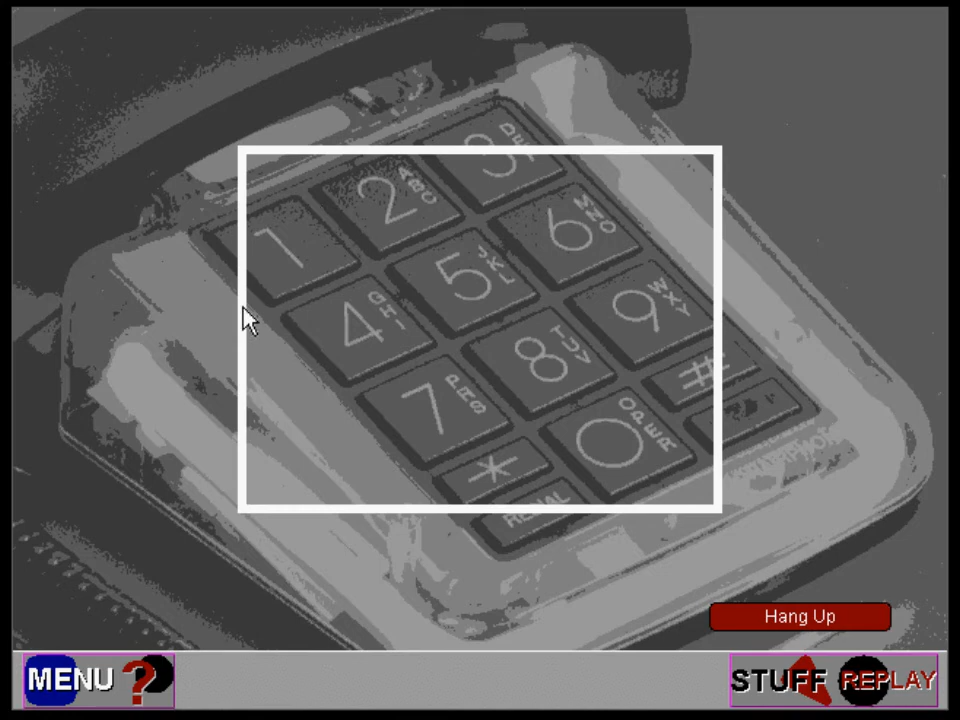 1
2 ABC
3 DEF
4 GHI
5 JKL
6 MNO
7 PRS
8 TUV
9 WXY
*
O OPER
#
REDIAL
Hang Up
MENU ?
STUFF REPLAY